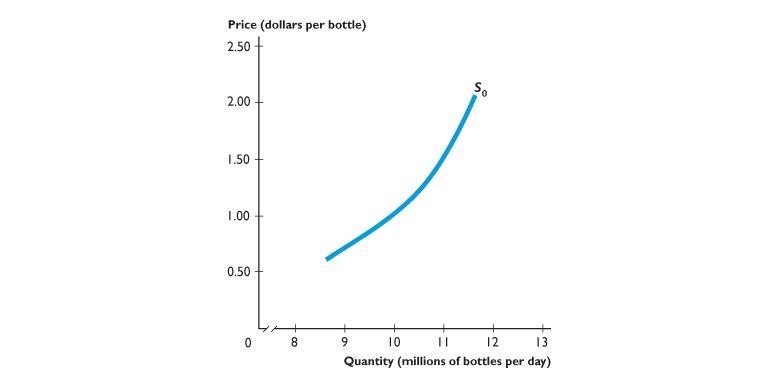 Price (dollars per bottle)
2.50
S0
2.00
1.50
1.00
0.50
0 8 9 10 11 12 13
Quantity (millions of bottles per day)